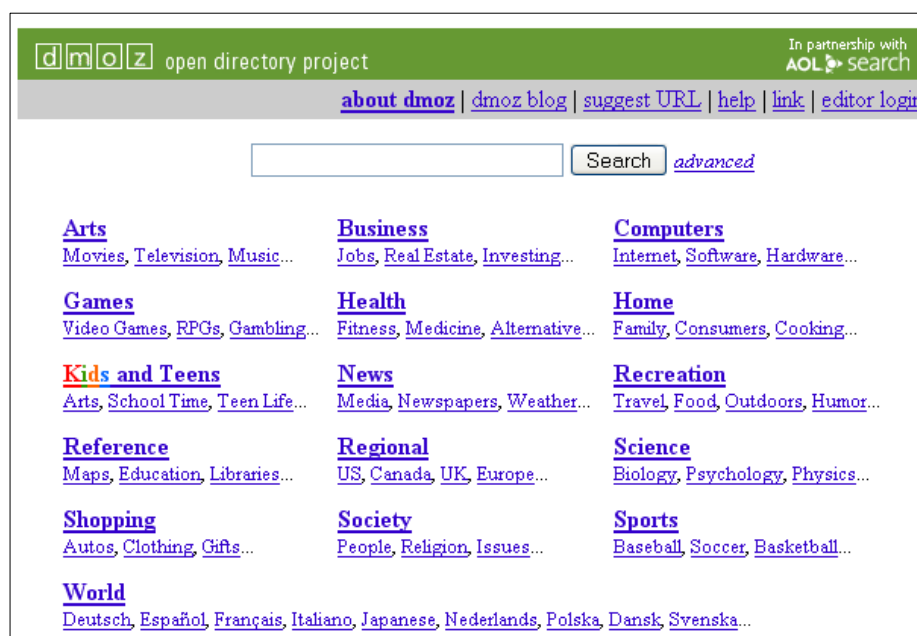 dmoz open directory project
In partnership with
AOL search
about dmoz | dmoz blog | suggest URL | help | link | editor login
Search advanced
Arts Business Computers
Movies, Television, Music... Jobs, Real Estate, Investing... Internet, Software, Hardware...
Games Health Home
Video Games, RPGs, Gambling... Fitness, Medicine, Alternative... Family, Consumers, Cooking...
Kids and Teens News Recreation
Arts, School Time, Teen Life... Media, Newspapers, Weather... Travel, Food, Outdoors, Humor...
Reference Regional Science
Maps, Education, Libraries... US, Canada, UK, Europe... Biology, Psychology, Physics...
Shopping Society Sports
Autos, Clothing, Gifts... People, Religion, Issues... Baseball, Soccer, Basketball...
World
Deutsch, Español, Français, Italiano, Japanese, Nederlands, Polska, Dansk, Svenska...